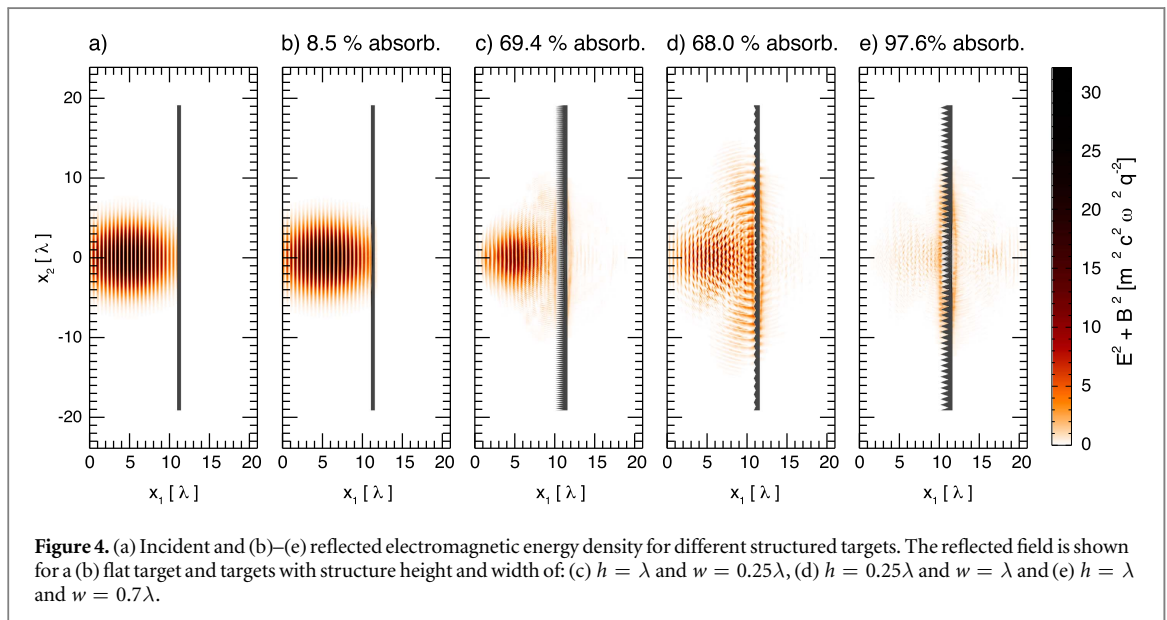 a)
b) 8.5 % absorb.
c) 69.4 % absorb.
d) 68.0 % absorb.
e) 97.6% absorb.
20
10
0
-10
-20
x₂ [ λ ]
0 5 10 15 20
0 5 10 15 20
0 5 10 15 20
0 5 10 15 20
0 5 10 15 20
x₁ [ λ ]
x₁ [ λ ]
x₁ [ λ ]
x₁ [ λ ]
x₁ [ λ ]
30
25
20
15
10
5
0
E² + B² [m² c² ω² q⁻²]
Figure 4. (a) Incident and (b)–(e) reflected electromagnetic energy density for different structured targets. The reflected field is shown
for a (b) flat target and targets with structure height and width of: (c) h = λ and w = 0.25λ, (d) h = 0.25λ and w = λ and (e) h = λ
and w = 0.7λ.